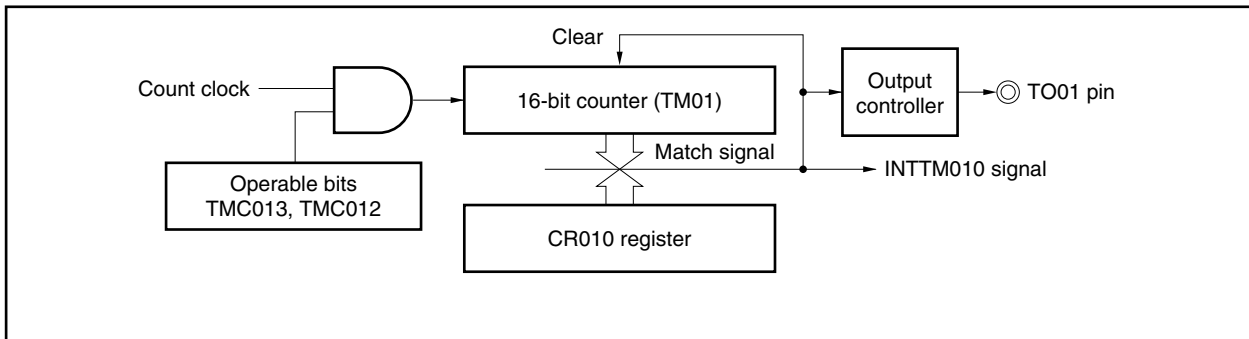 Clear
Count clock
16-bit counter (TM01)
Output
controller
TO01 pin
Match signal
INTTM010 signal
Operable bits
TMC013, TMC012
CR010 register